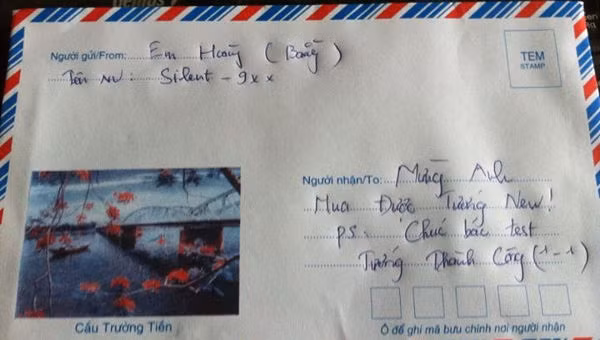 Người gửi/From: Em Hoàng (Bằng)
Tên NV: Silent - 9xx
TEM
STAMP
Người nhận/To: Mừng Anh
Mua Được Tướng New!
p.s: Chúc bác test
Tướng Thành Công (^-^)
Cầu Trường Tiền
Ô để ghi mã bưu chính nơi người nhận